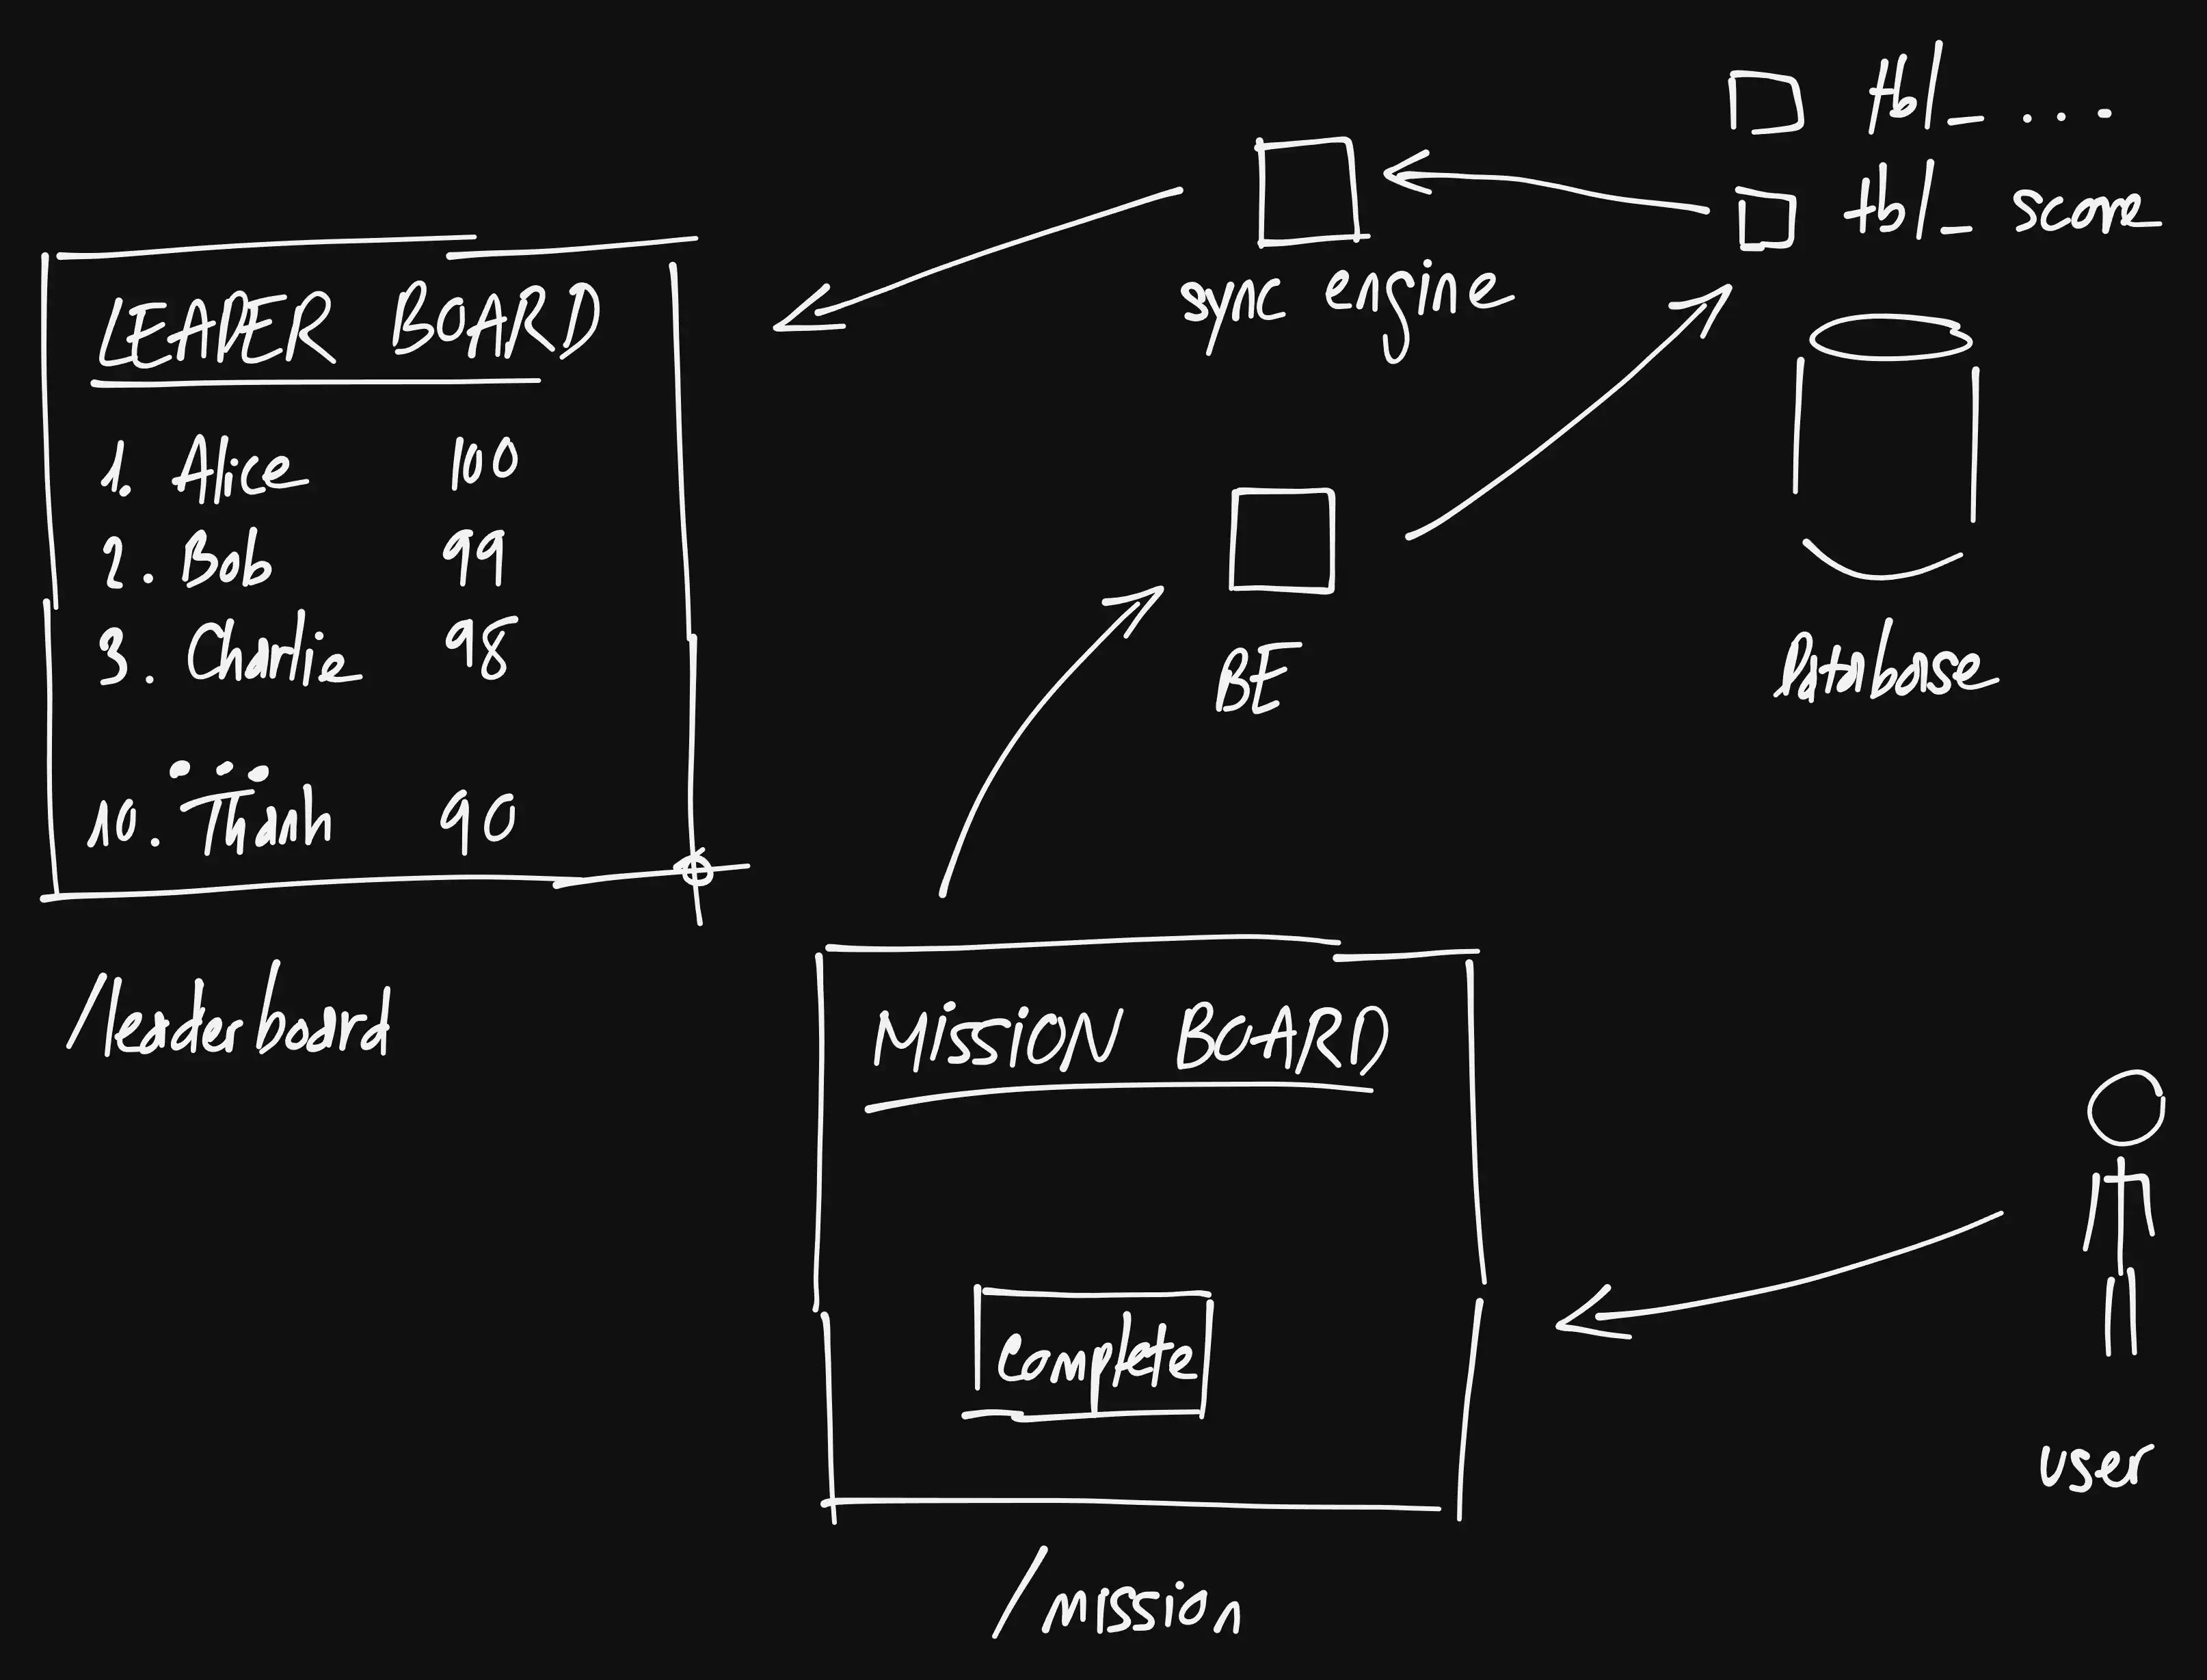 tbl_ ...
tbl_ score
sync engine
LEADER BOARD
1. Alice 100
2. Bob 99
3. Charlie 98
...
10. Thanh 90
/leaderboard
BE
Database
MISSION BOARD
complete
/mission
user